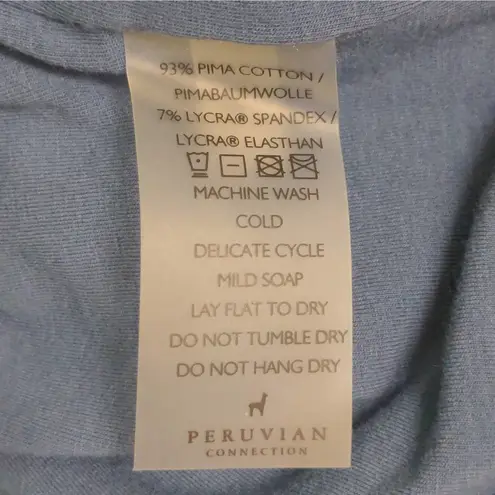 93% PIMA COTTON /
PIMABAUMWOLLE
7% LYCRA® SPANDEX /
LYCRA® ELASTHAN
MACHINE WASH
COLD
DELICATE CYCLE
MILD SOAP
LAY FLAT TO DRY
DO NOT TUMBLE DRY
DO NOT HANG DRY
PERUVIAN
CONNECTION